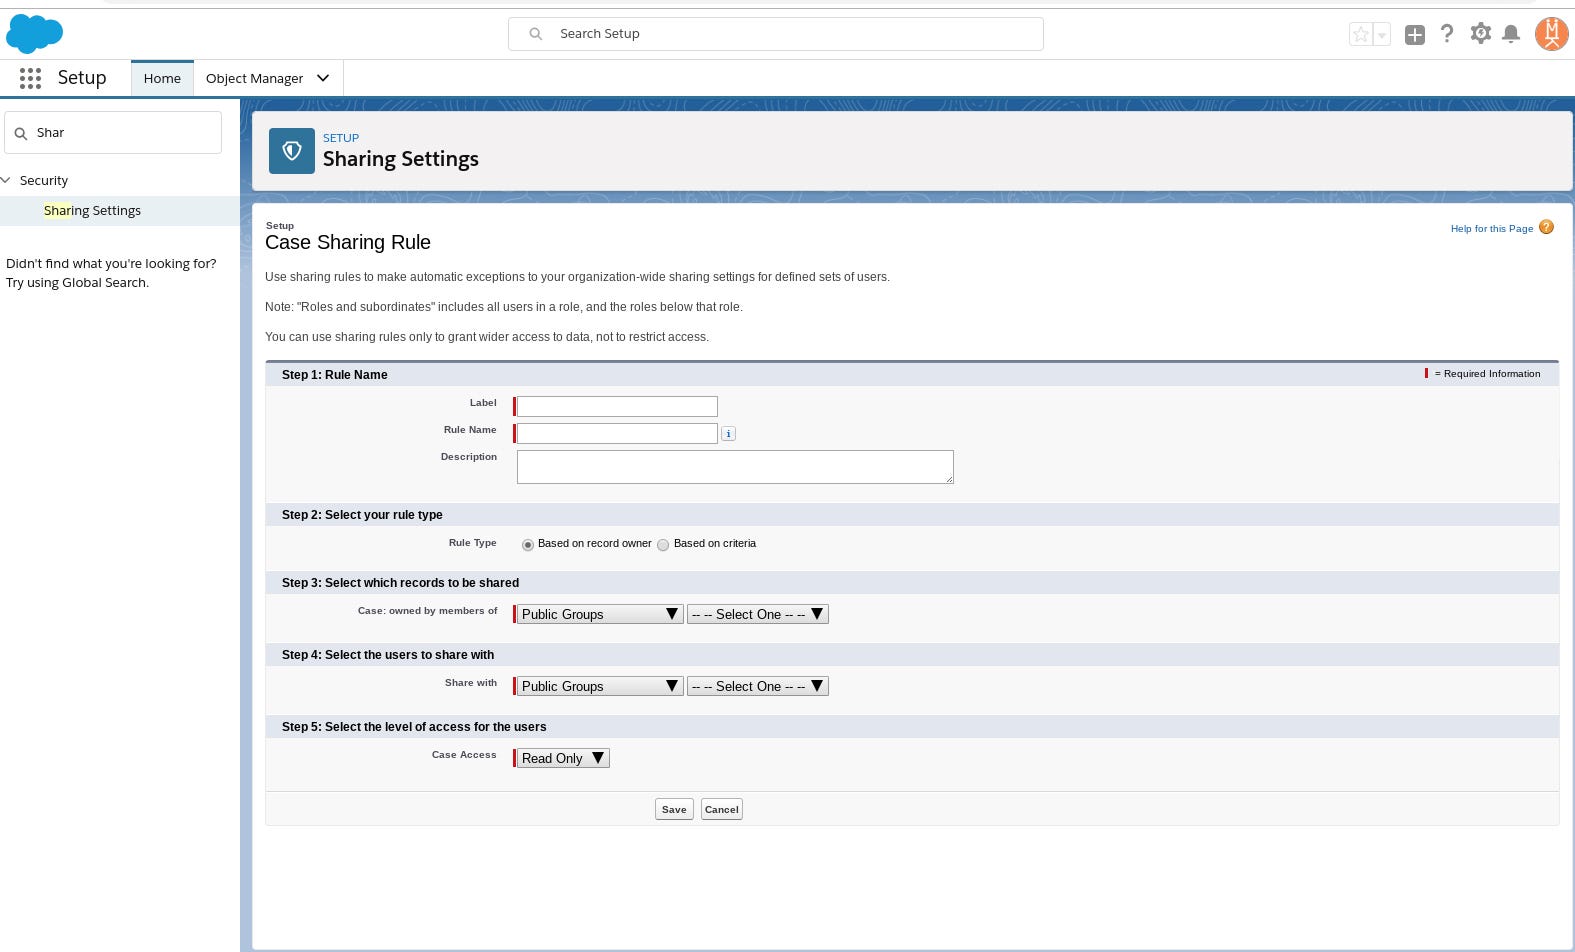 Search Setup
Setup
Home
Object Manager
Shar
Security
Sharing Settings
Didn't find what you're looking for?
Try using Global Search.
SETUP
Sharing Settings
Setup
Case Sharing Rule
Help for this Page ?
Use sharing rules to make automatic exceptions to your organization-wide sharing settings for defined sets of users.
Note: "Roles and subordinates" includes all users in a role, and the roles below that role.
You can use sharing rules only to grant wider access to data, not to restrict access.
Step 1: Rule Name
= Required Information
Label
Rule Name
i
Description
Step 2: Select your rule type
Rule Type Based on record owner Based on criteria
Step 3: Select which records to be shared
Case: owned by members of Public Groups -- -- Select One -- --
Step 4: Select the users to share with
Share with Public Groups -- -- Select One -- --
Step 5: Select the level of access for the users
Case Access Read Only
Save Cancel